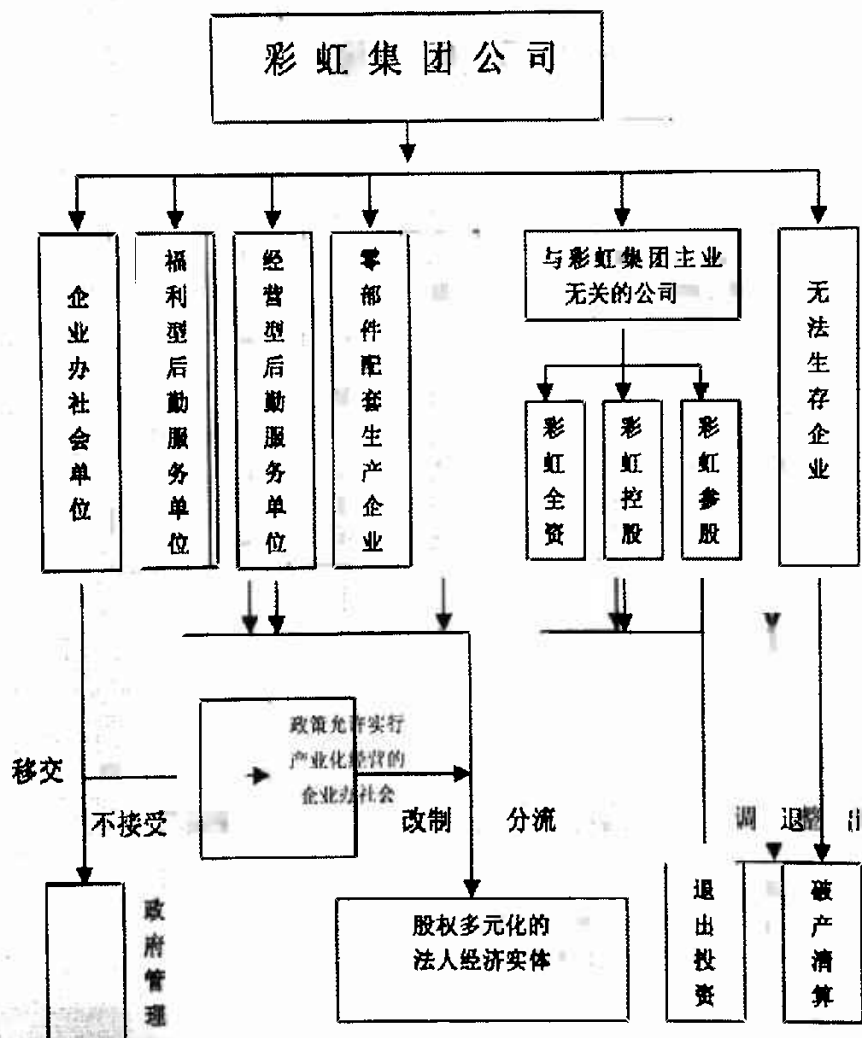 彩虹集团公司
企业办社会单位
福利型后勤服务单位
经营型后勤服务单位
零部件配套生产企业
与彩虹集团主业
无关的公司
彩虹全资
彩虹控股
彩虹参股
无法生存企业
移交
不接受
政策允许实行
产业化经营的
企业办社会
改制
分流
调 退整
政府管理
股权多元化的
法人经济实体
退出投资
破产清算